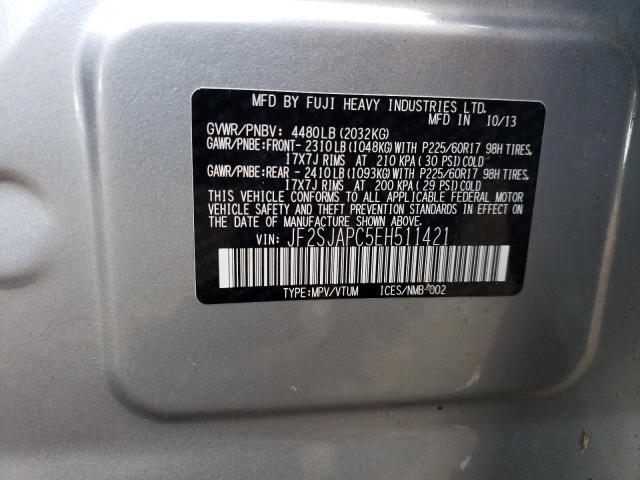 MFD BY FUJI HEAVY INDUSTRIES LTD.
MFD IN 10/13
GVWR/PNBV: 4480LB(2032KG)
GAWR/PNBE:FRONT- 2310LB(1048KG)WITH P225/60R17 98H TIRES,
17X7J RIMS AT 210 KPA(30 PSI)COLD
GAWR/PNBE:REAR - 2410LB(1093KG)WITH P225/60R17 98H TIRES,
17X7J RIMS AT 200 KPA(29 PSI)COLD
THIS VEHICLE CONFORMS TO ALL APPLICABLE FEDERAL MOTOR
VEHICLE SAFETY AND THEFT PREVENTION STANDARDS IN EFFECT ON
THE DATE OF MANUFACTURE SHOWN ABOVE.
VIN: JF2SJAPC5EH511421
TYPE:MPV/VTUM ICES/NMB-002